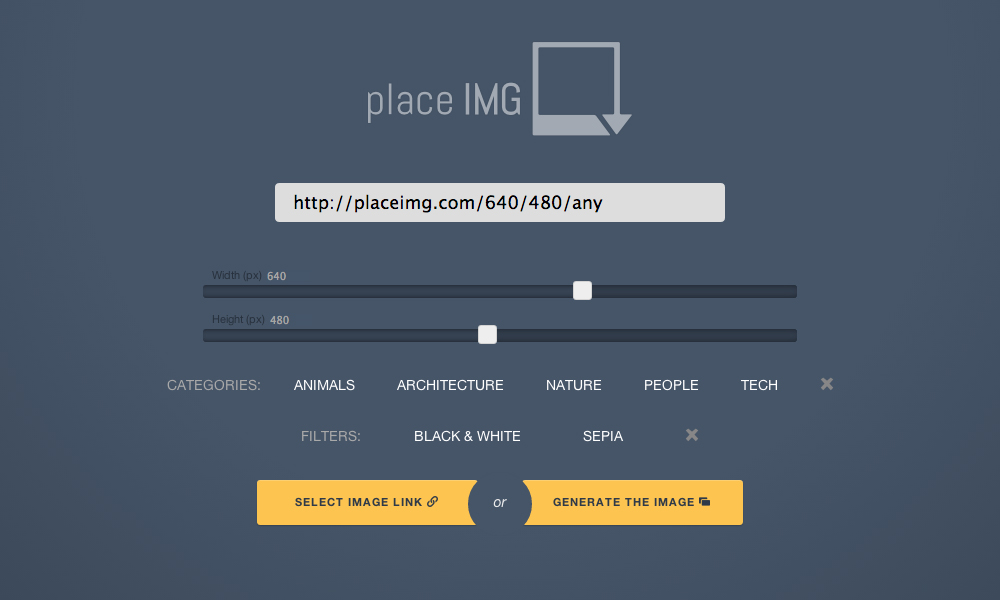 place IMG
http://placeimg.com/640/480/any
Width (px) 640
Height (px) 480
CATEGORIES: ANIMALS ARCHITECTURE NATURE PEOPLE TECH
FILTERS: BLACK & WHITE SEPIA
SELECT IMAGE LINK or GENERATE THE IMAGE